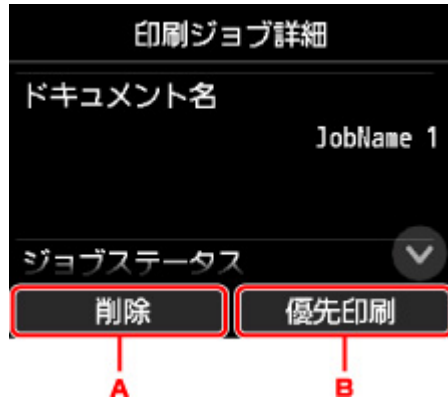 印刷ジョブ詳細
ドキュメント名
JobName 1
ジョブステータス
削除 優先印刷
A B